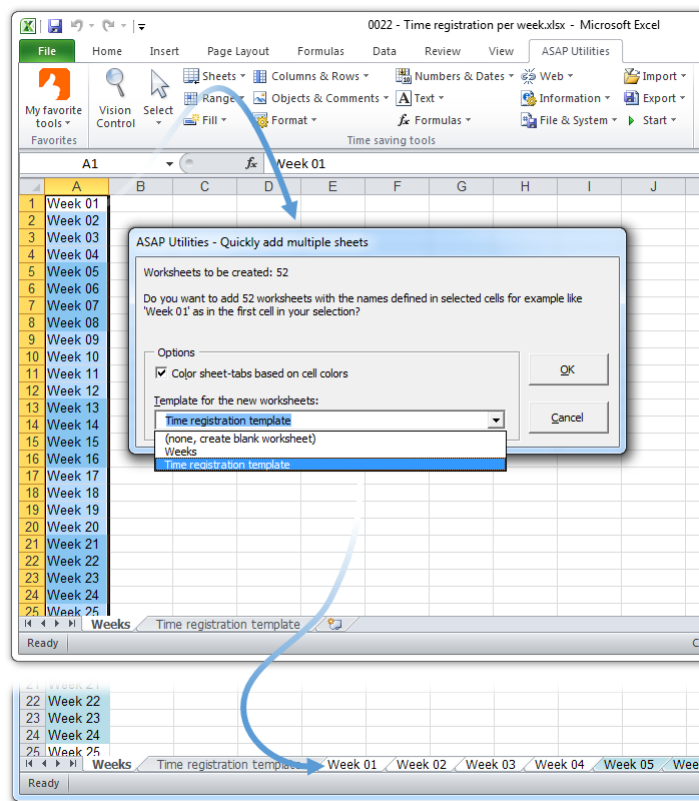 0022 - Time registration per week.xlsx - Microsoft Excel
File Home Insert Page Layout Formulas Data Review View ASAP Utilities
Sheets Columns & Rows Numbers & Dates Web Import
Range Objects & Comments Text Information Export
Fill Format Formulas File & System Start
My favorite tools
Vision Control
Select
Favorites Time saving tools
A1 fx Week 01
A B C D E F G H I J
1 Week 01
2 Week 02
3 Week 03
4 Week 04
5 Week 05
6 Week 06
7 Week 07
8 Week 08
9 Week 09
10 Week 10
11 Week 11
12 Week 12
13 Week 13
14 Week 14
15 Week 15
16 Week 16
17 Week 17
18 Week 18
19 Week 19
20 Week 20
21 Week 21
22 Week 22
23 Week 23
24 Week 24
25 Week 25
ASAP Utilities - Quickly add multiple sheets
Worksheets to be created: 52
Do you want to add 52 worksheets with the names defined in selected cells for example like
'Week 01' as in the first cell in your selection?
Options
Color sheet-tabs based on cell colors
Template for the new worksheets:
Time registration template
(none, create blank worksheet)
Weeks
Time registration template
OK
Cancel
Weeks Time registration template
Ready
21 Week 21
22 Week 22
23 Week 23
24 Week 24
25 Week 25
Weeks Time registration template Week 01 Week 02 Week 03 Week 04 Week 05 Wee
Ready